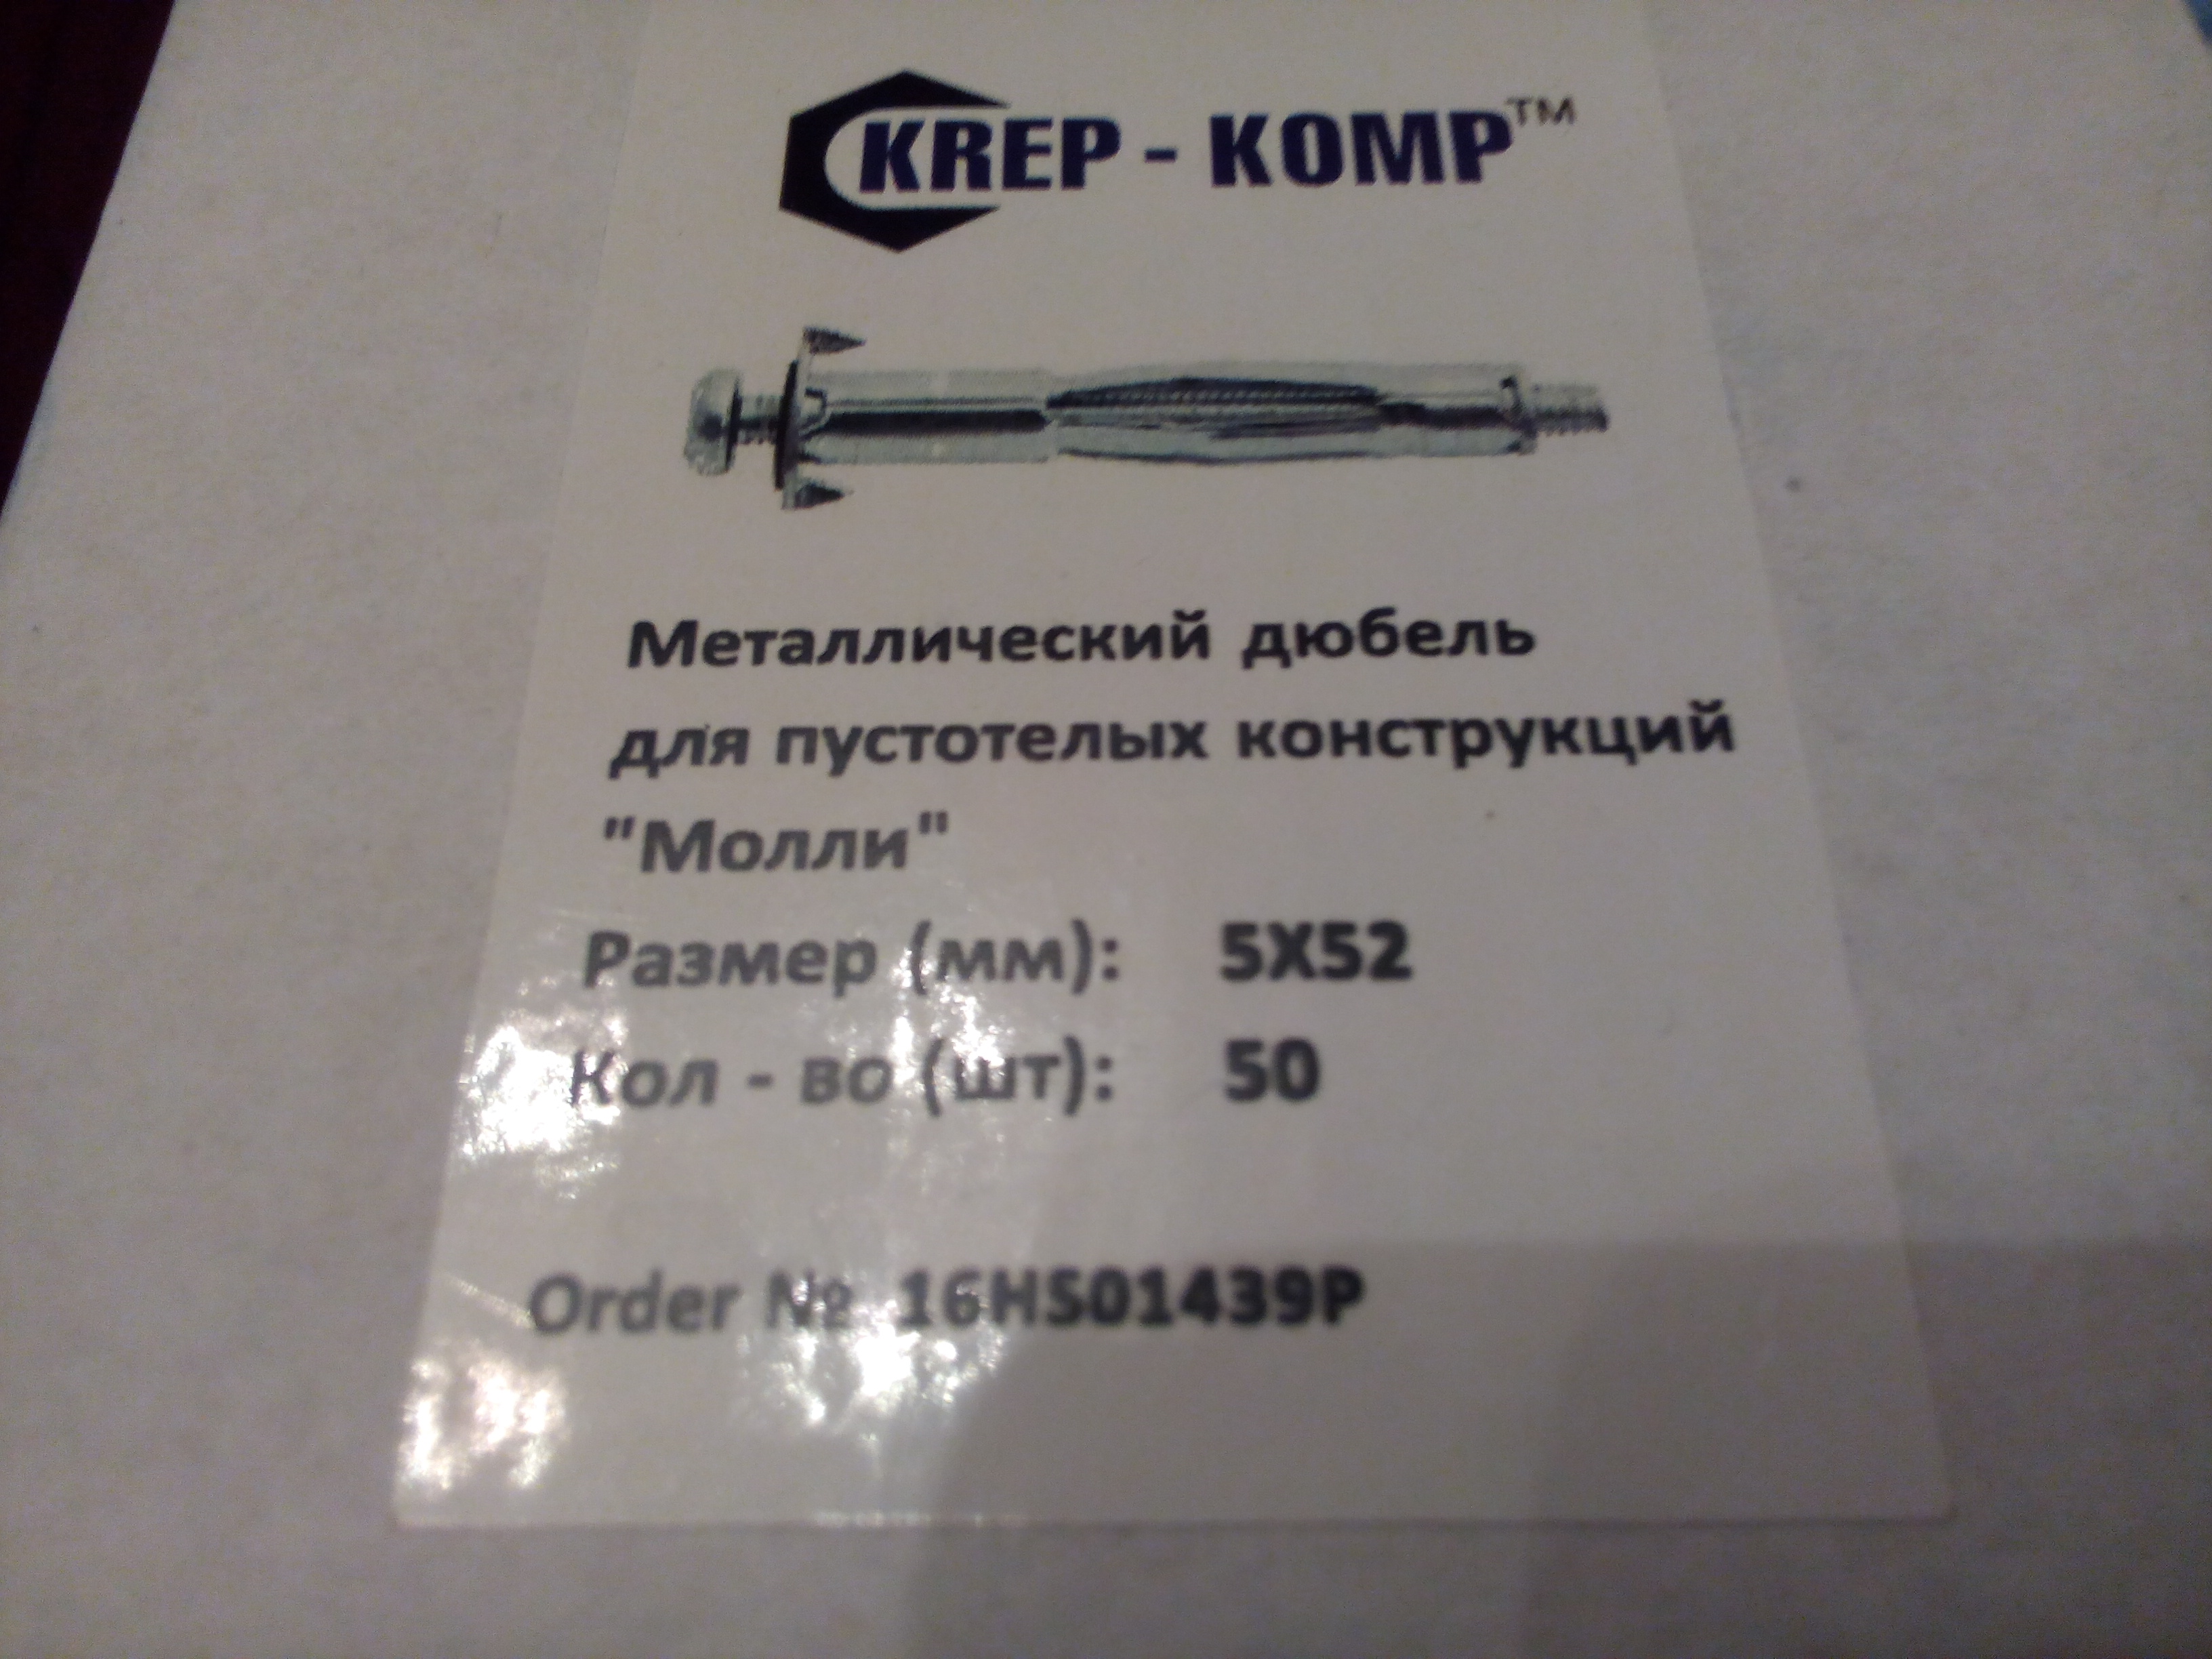 KREP - KOMP™
Металлический дюбель
для пустотелых конструкций
"Молли"
Размер (мм): 5X52
Кол - во (шт): 50
Order № 16HS01439P